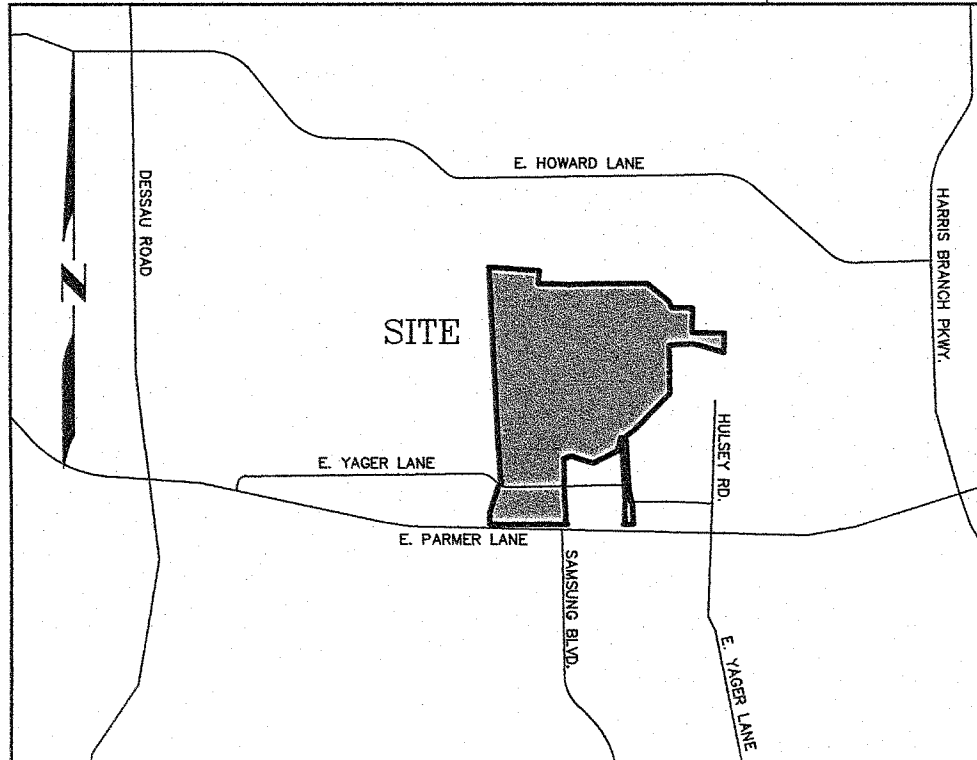 E. HOWARD LANE
DESSAU ROAD
HARRIS BRANCH PKWY.
N
SITE
HULSEY RD.
E. YAGER LANE
E. PARMER LANE
SAMSUNG BLVD.
E. YAGER LANE